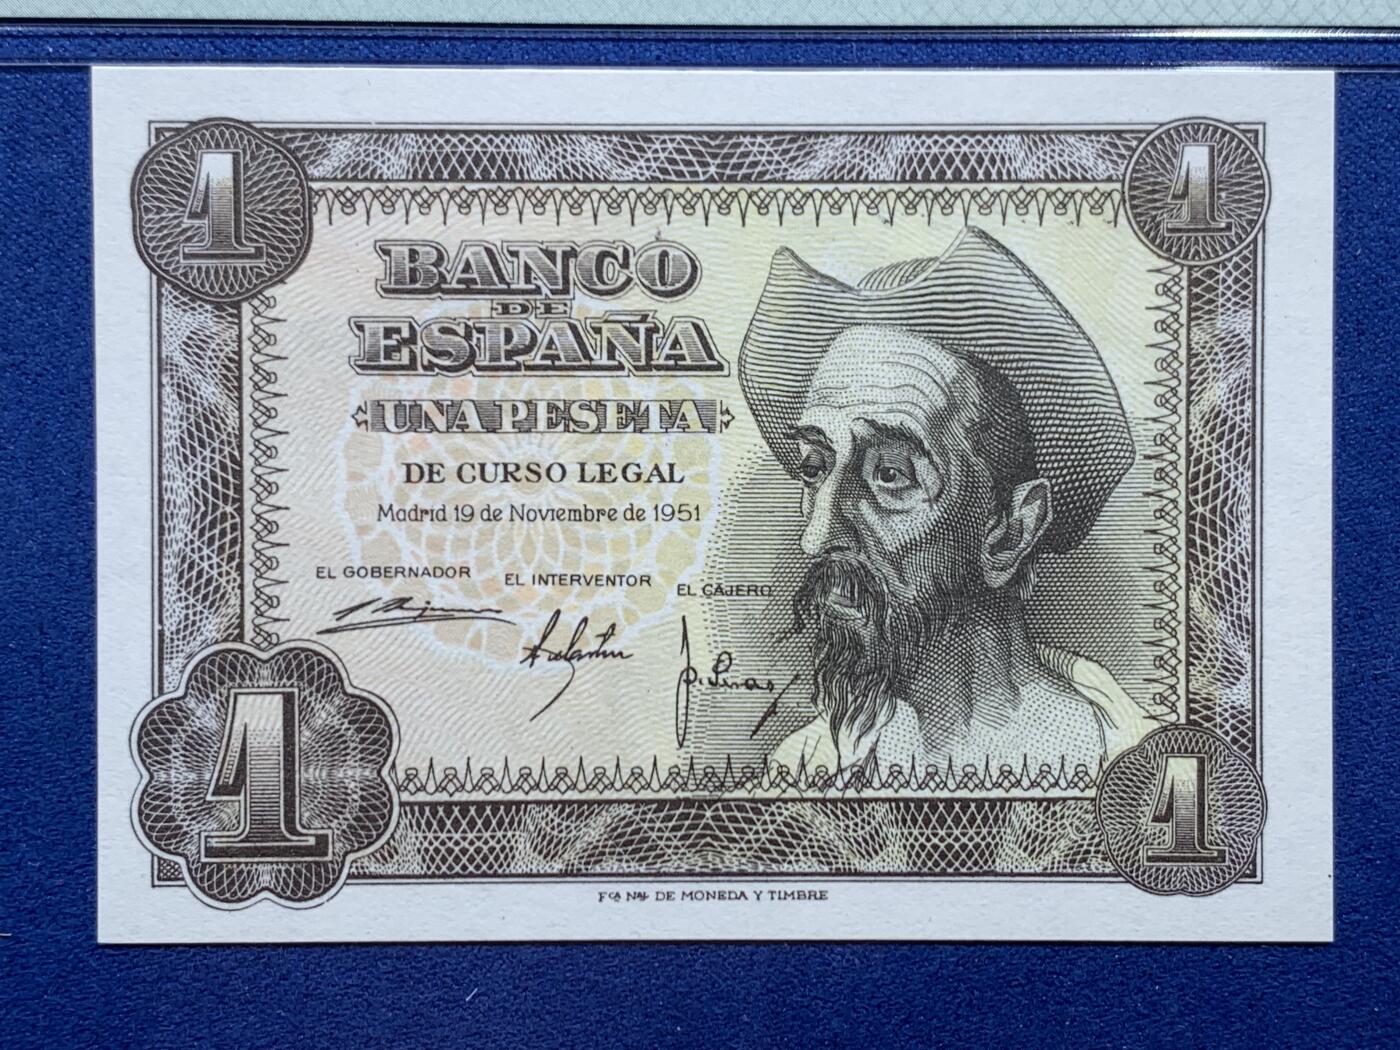 1 1
BANCO
DE
ESPAÑA
UNA PESETA
DE CURSO LEGAL
Madrid 19 de Noviembre de 1951
EL GOBERNADOR EL INTERVENTOR EL CAJERO
1 1
FCA NAL DE MONEDA Y TIMBRE